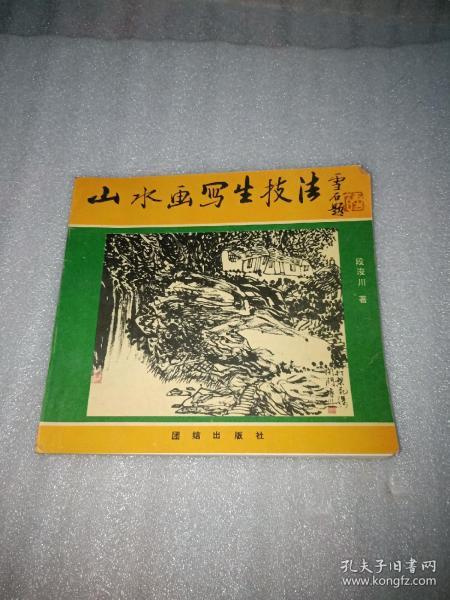 山水画写生技法
雪石题
段浚川 著
团结出版社
孔夫子旧书网
www.kongfz.com